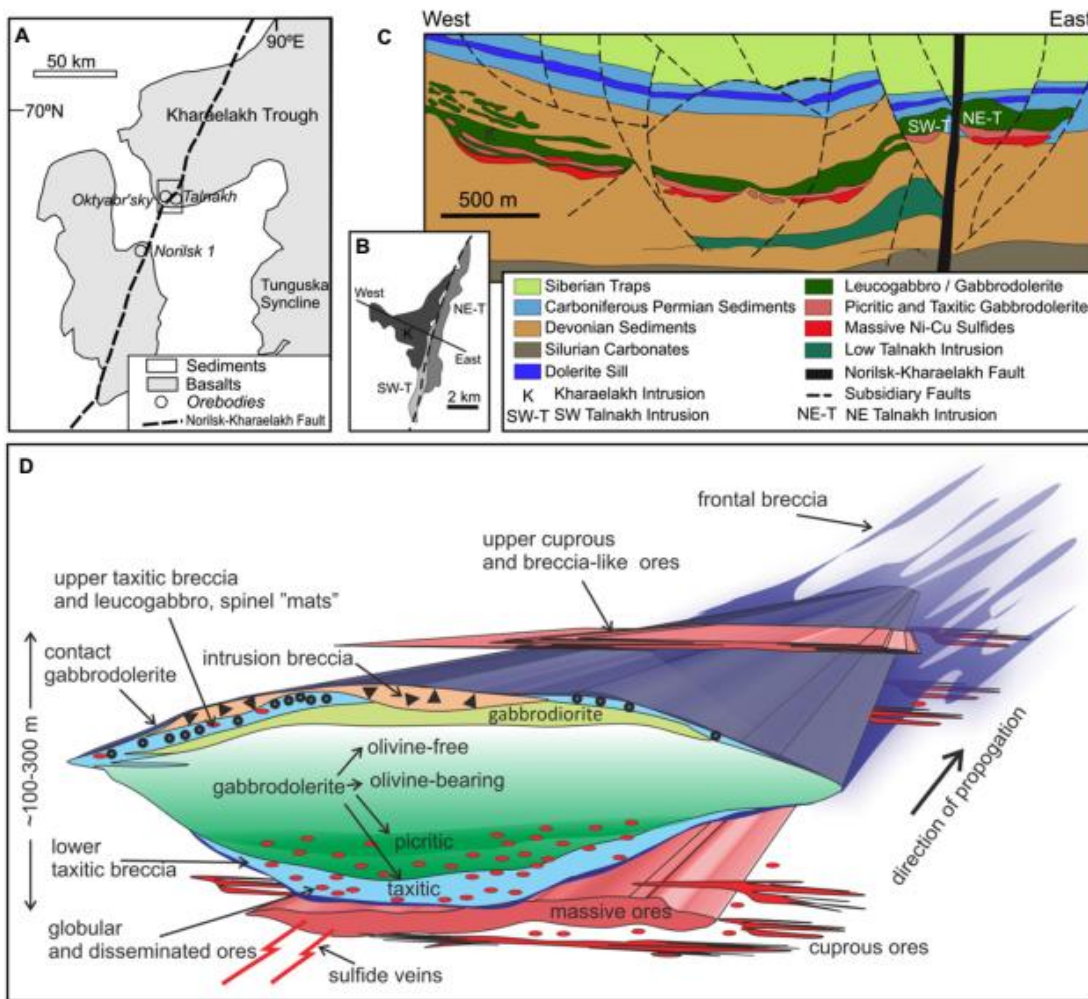 A
90ºE
50 km
70ºN
Kharaelakh Trough
Oktyabr'sky
Talnakh
Norilsk 1
Tunguska
Syncline
Sediments
Basalts
Orebodies
Norilsk-Kharaelakh Fault
B
West
NE-T
K
East
SW-T
2 km
West
East
C
SW-T
NE-T
500 m
Siberian Traps
Carboniferous Permian Sediments
Devonian Sediments
Silurian Carbonates
Dolerite Sill
K Kharaelakh Intrusion
SW-T SW Talnakh Intrusion
Leucogabbro / Gabbrodolerite
Picritic and Taxitic Gabbrodolerite
Massive Ni-Cu Sulfides
Low Talnakh Intrusion
Norilsk-Kharaelakh Fault
Subsidiary Faults
NE-T NE Talnakh Intrusion
D
frontal breccia
upper cuprous
and breccia-like ores
upper taxitic breccia
and leucogabbro, spinel "mats"
contact
gabbrodolerite
intrusion breccia
gabbrodiorite
olivine-free
gabbrodolerite
olivine-bearing
picritic
taxitic
~100-300 m
lower
taxitic breccia
globular
and disseminated ores
sulfide veins
massive ores
cuprous ores
direction of propogation